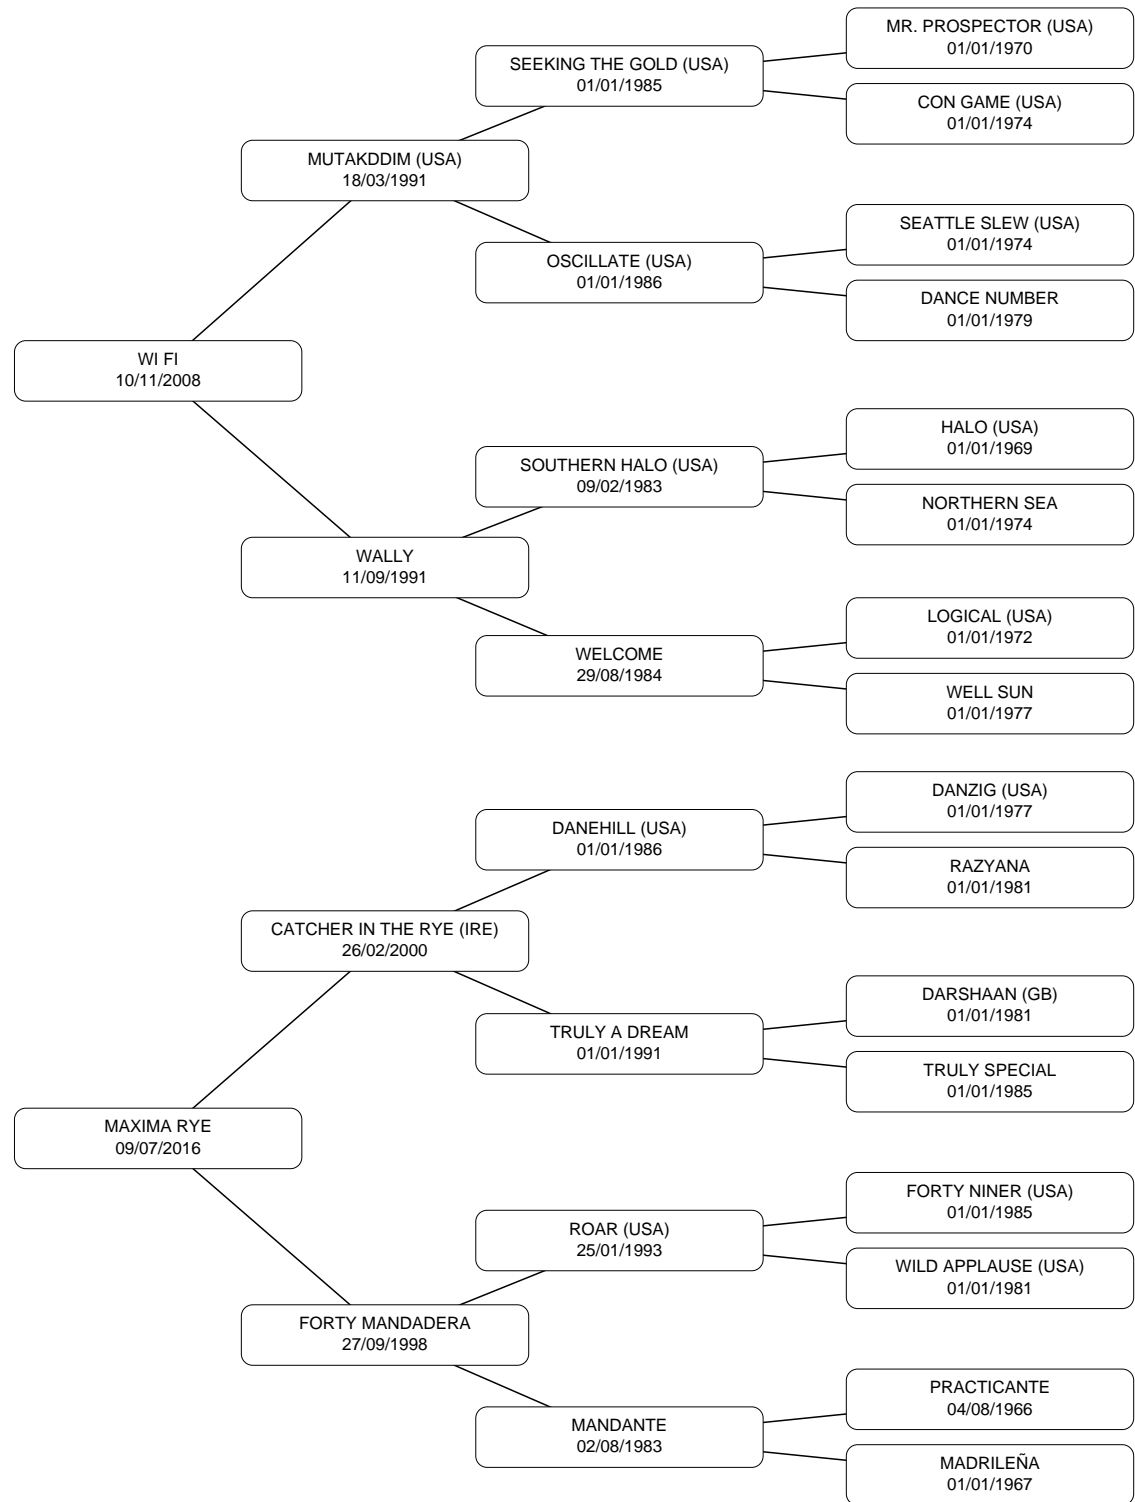 MR. PROSPECTOR (USA)
01/01/1970
SEEKING THE GOLD (USA)
01/01/1985
CON GAME (USA)
01/01/1974
MUTAKDDIM (USA)
18/03/1991
SEATTLE SLEW (USA)
01/01/1974
OSCILLATE (USA)
01/01/1986
DANCE NUMBER
01/01/1979
WI FI
10/11/2008
HALO (USA)
01/01/1969
SOUTHERN HALO (USA)
09/02/1983
NORTHERN SEA
01/01/1974
WALLY
11/09/1991
LOGICAL (USA)
01/01/1972
WELCOME
29/08/1984
WELL SUN
01/01/1977
DANZIG (USA)
01/01/1977
DANEHILL (USA)
01/01/1986
RAZYANA
01/01/1981
CATCHER IN THE RYE (IRE)
26/02/2000
DARSHAAN (GB)
01/01/1981
TRULY A DREAM
01/01/1991
TRULY SPECIAL
01/01/1985
MAXIMA RYE
09/07/2016
FORTY NINER (USA)
01/01/1985
ROAR (USA)
25/01/1993
WILD APPLAUSE (USA)
01/01/1981
FORTY MANDADERA
27/09/1998
PRACTICANTE
04/08/1966
MANDANTE
02/08/1983
MADRILEÑA
01/01/1967